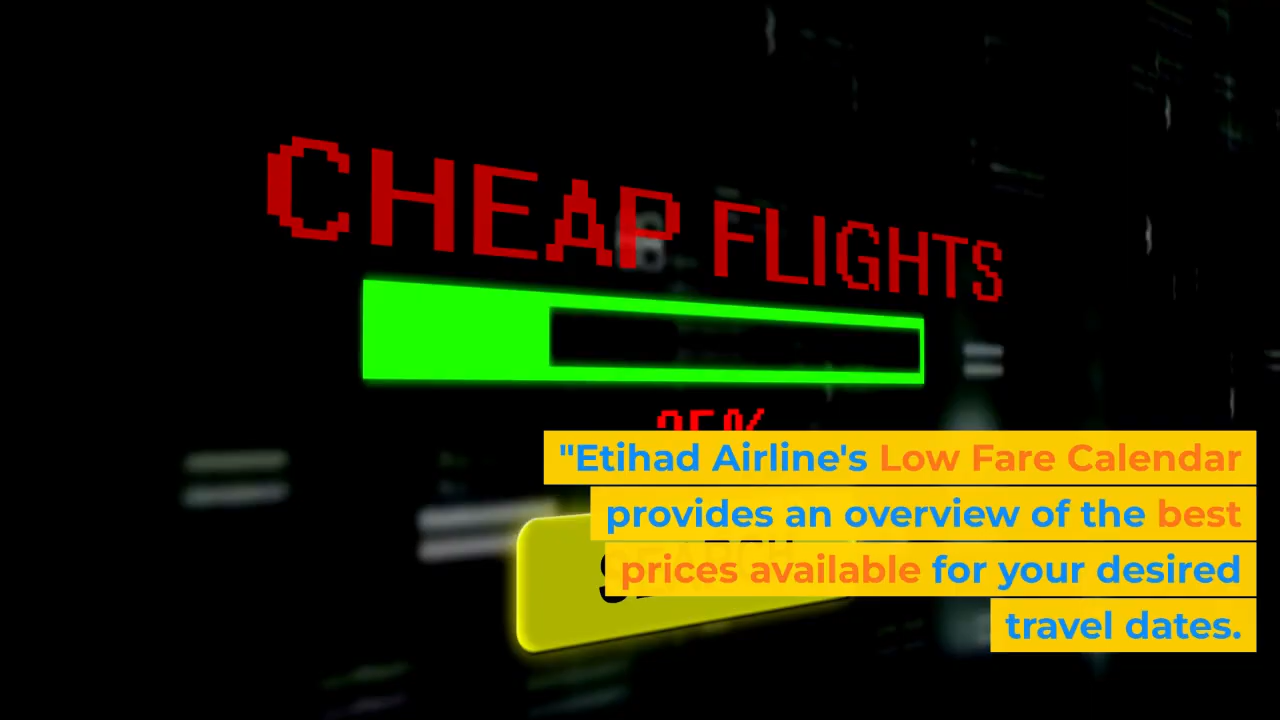 CHEAP FLIGHTS
SEARCH
"Etihad Airline's Low Fare Calendar
provides an overview of the best
prices available for your desired
travel dates.